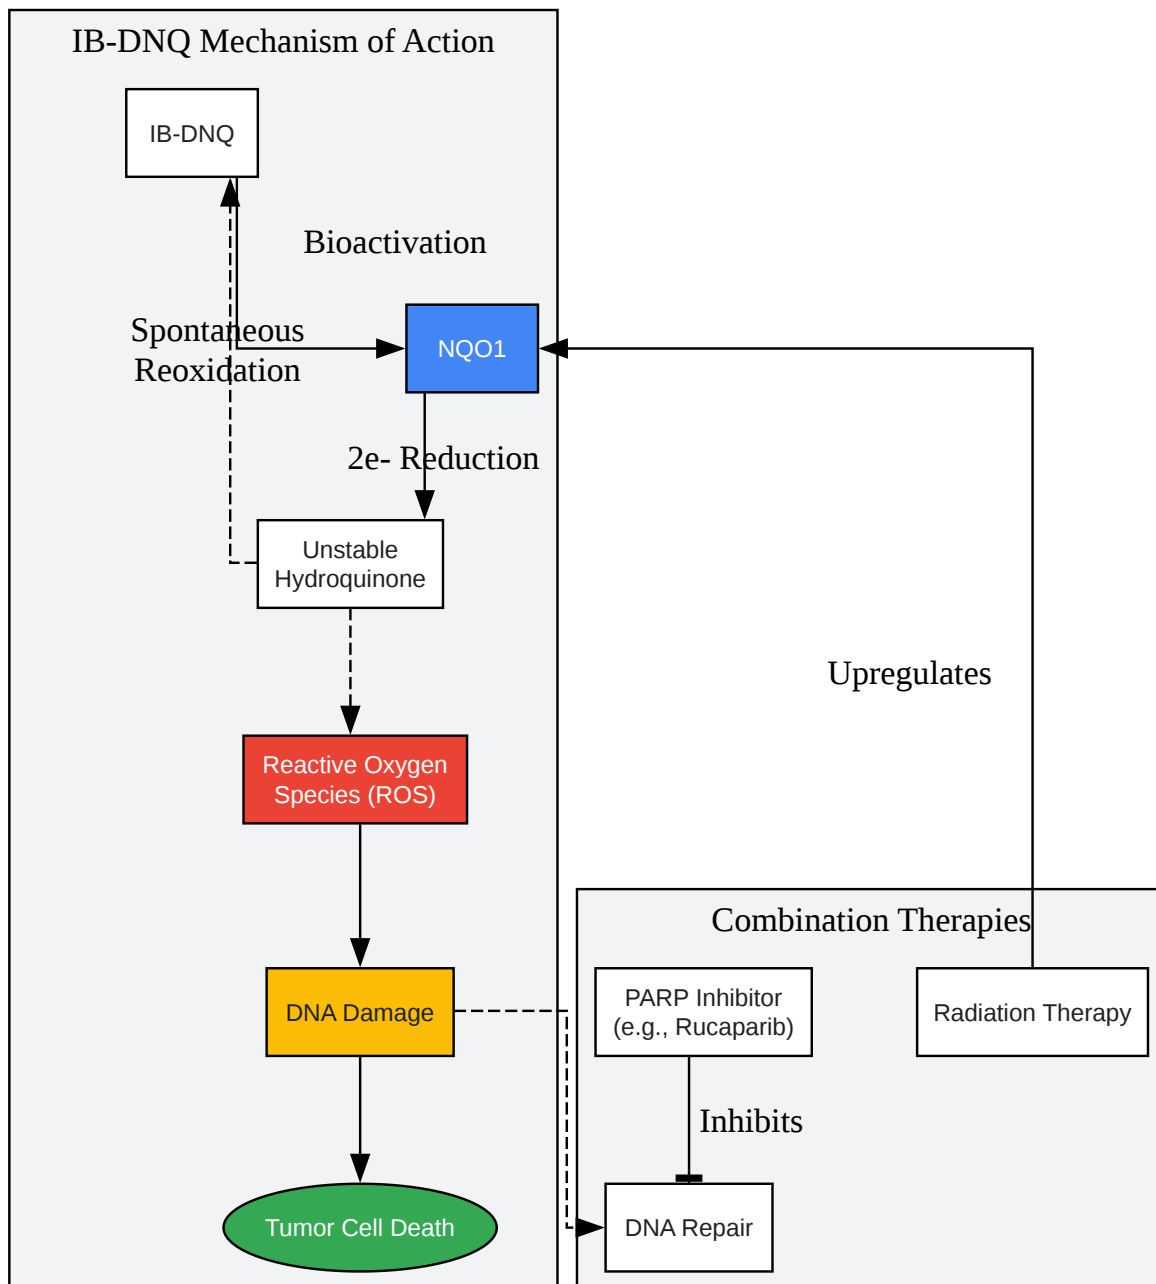 IB-DNQ Mechanism of Action
IB-DNQ
Bioactivation
Spontaneous
Reoxidation
NQO1
2e- Reduction
Unstable
Hydroquinone
Upregulates
Reactive Oxygen
Species (ROS)
Combination Therapies
DNA Damage
PARP Inhibitor
(e.g., Rucaparib)
Radiation Therapy
Inhibits
Tumor Cell Death
DNA Repair